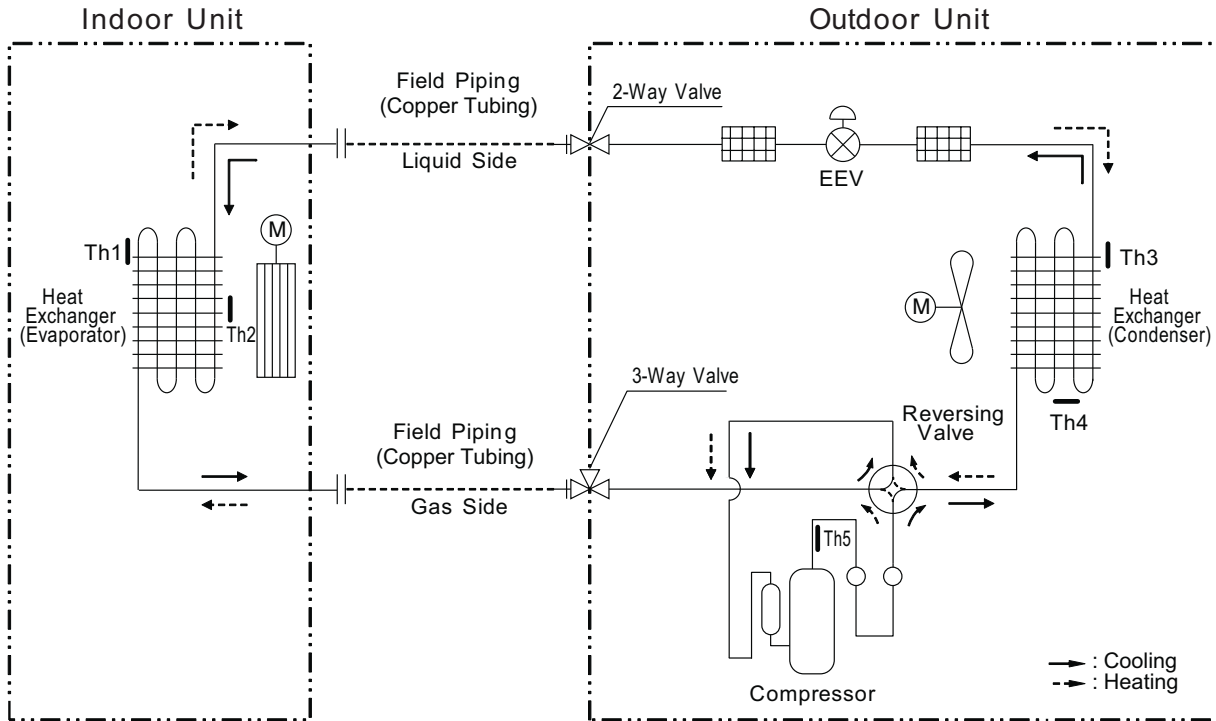 Indoor Unit
Outdoor Unit
Field Piping
(Copper Tubing)
2-Way Valve
Liquid Side
EEV
Th1
Heat
Exchanger
(Evaporator)
M
Th2
M
Th3
Heat
Exchanger
(Condenser)
Th4
3-Way Valve
Reversing
Valve
Field Piping
(Copper Tubing)
Gas Side
Th5
Compressor
: Cooling
: Heating